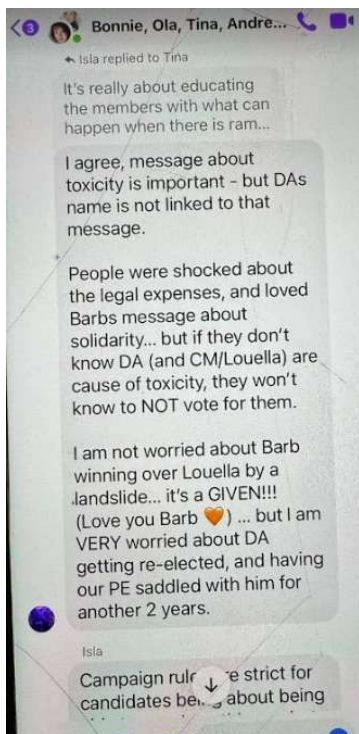 3
Bonnie, Ola, Tina, Andre...
Isla replied to Tina
It's really about educating
the members with what can
happen when there is ram...
I agree, message about
toxicity is important - but DAs
name is not linked to that
message.
People were shocked about
the legal expenses, and loved
Barbs message about
solidarity... but if they don't
know DA (and CM/Louella) are
cause of toxicity, they won't
know to NOT vote for them.
I am not worried about Barb
winning over Louella by a
landslide... it's a GIVEN!!!
(Love you Barb 🧡) ... but I am
VERY worried about DA
getting re-elected, and having
our PE saddled with him for
another 2 years.
Isla
Campaign strict for
candidates about being